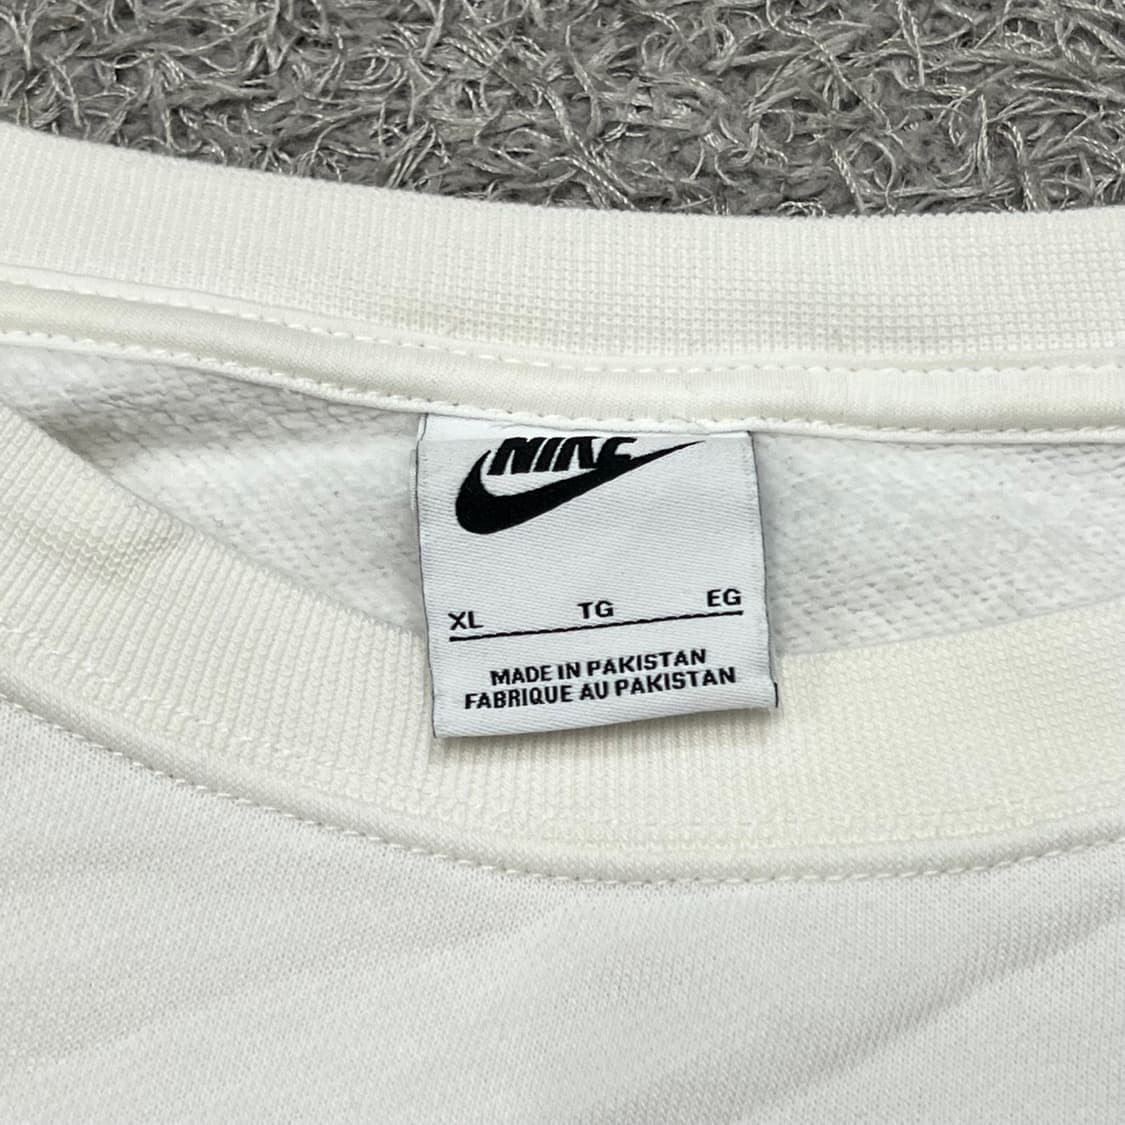 NIKE
XL TG EG
MADE IN PAKISTAN
FABRIQUE AU PAKISTAN